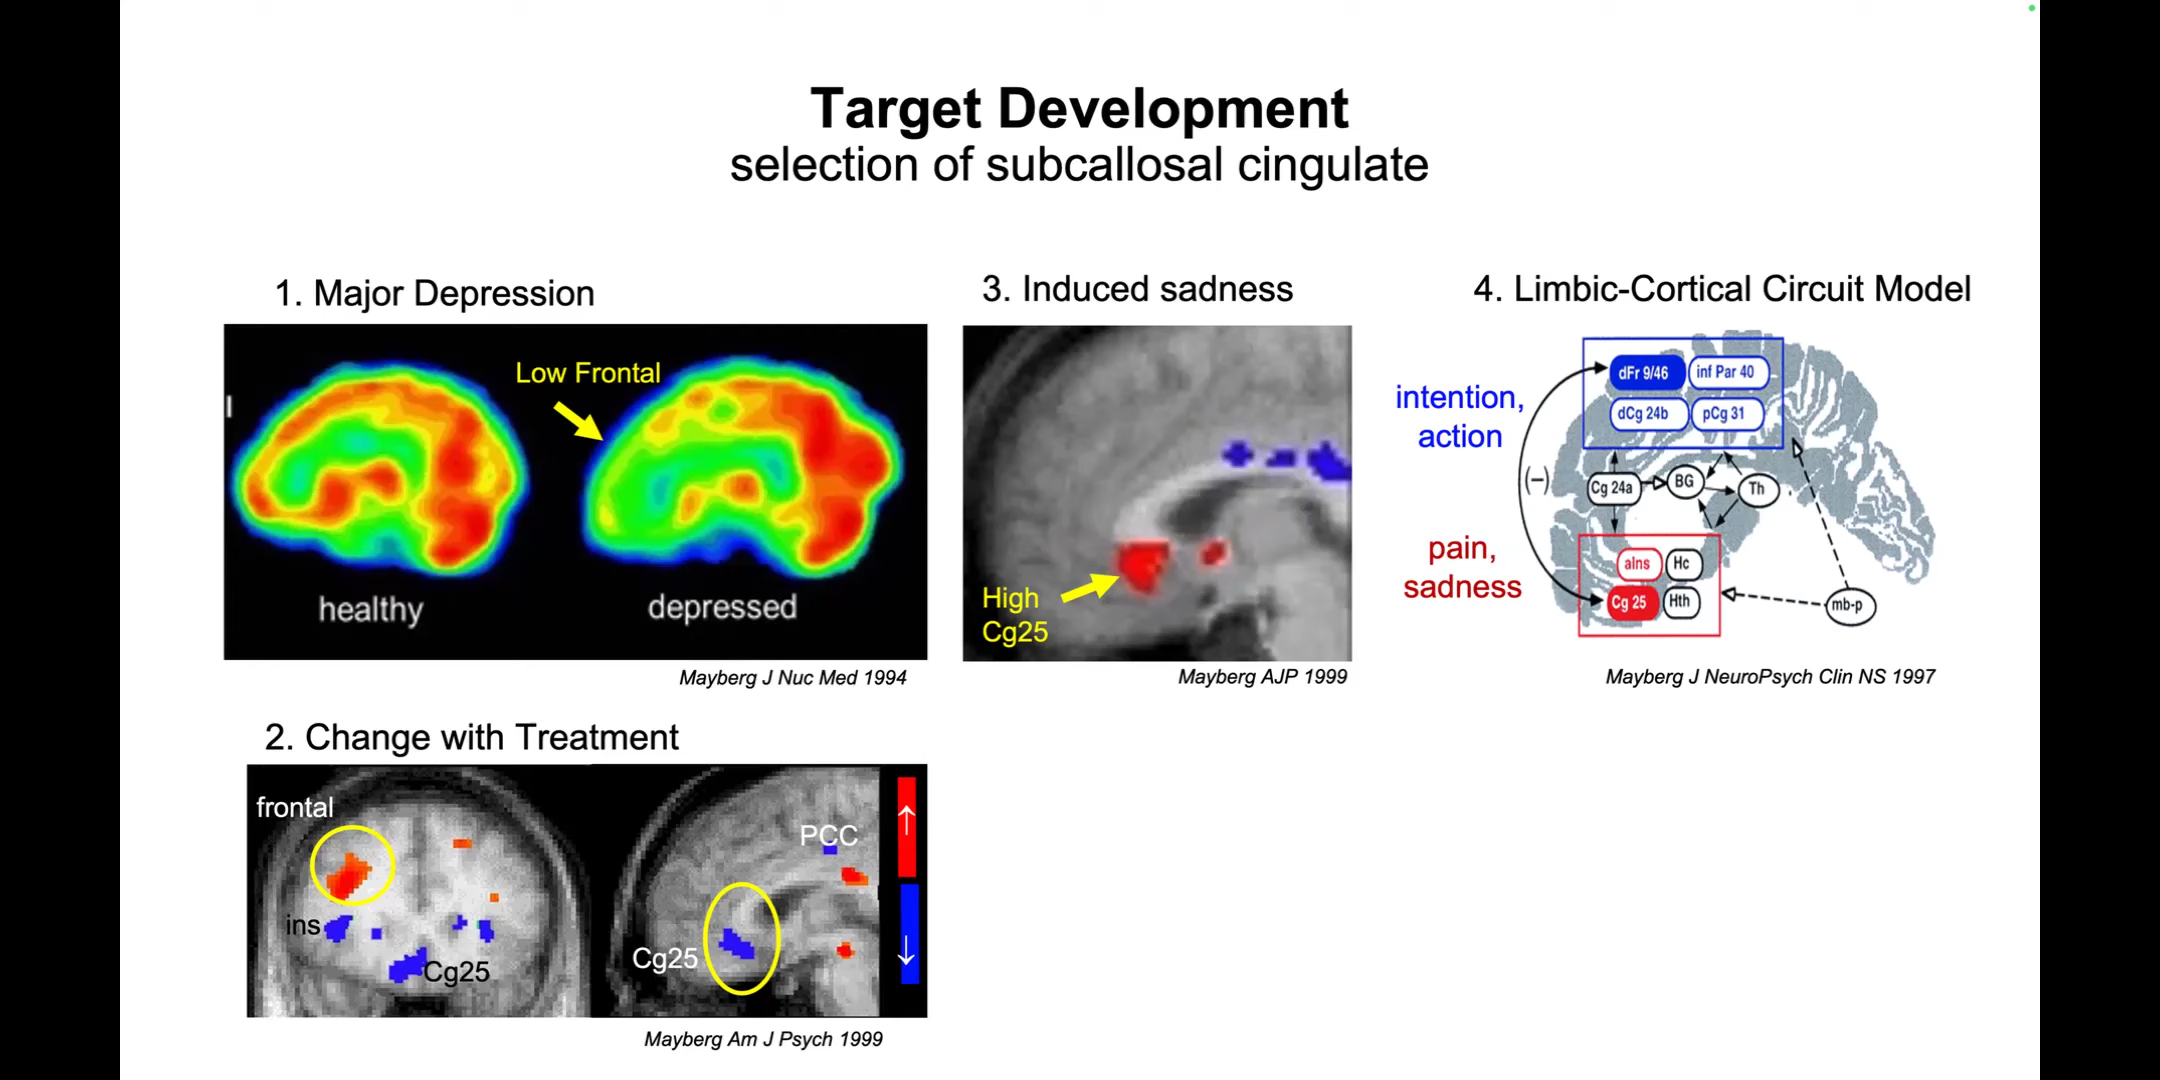 Target Development
selection of subcallosal cingulate
1. Major Depression
Low Frontal
healthy
depressed
Mayberg J Nuc Med 1994
2. Change with Treatment
frontal
ins
Cg25
PCC
Cg25
↑
↓
Mayberg Am J Psych 1999
3. Induced sadness
High
Cg25
Mayberg AJP 1999
4. Limbic-Cortical Circuit Model
intention,
action
(−)
pain,
sadness
dFr 9/46
inf Par 40
dCg 24b
pCg 31
Cg 24a
BG
Th
aIns
Hc
Cg 25
Hth
mb-p
Mayberg J NeuroPsych Clin NS 1997